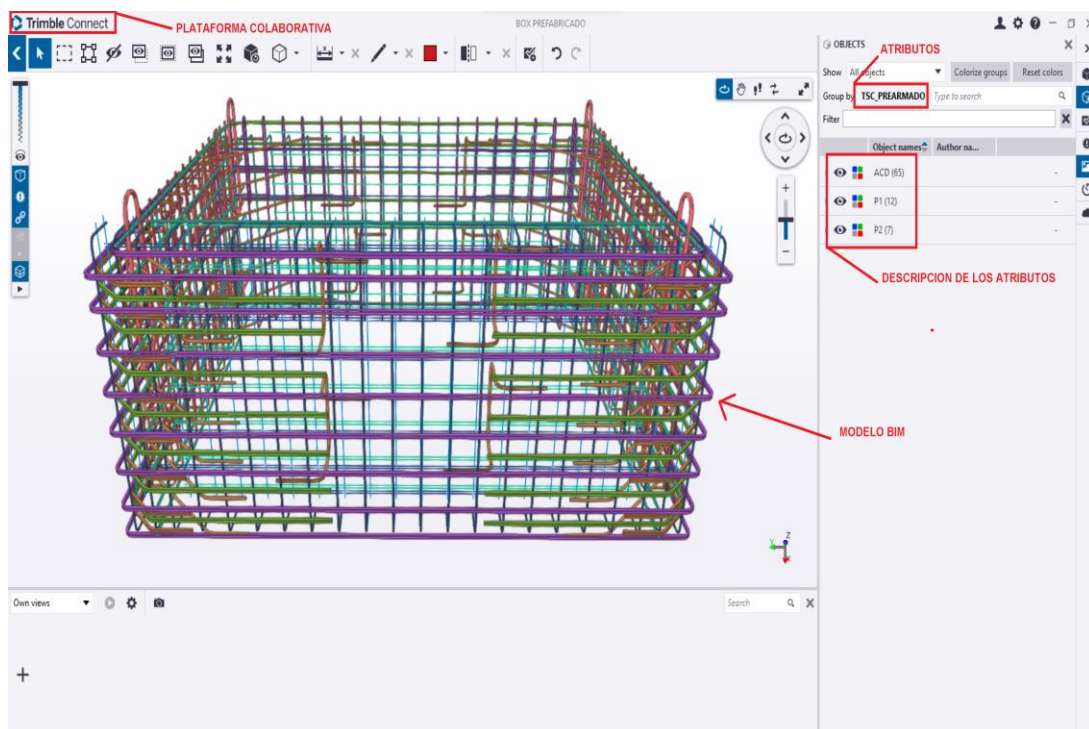 Trimble Connect
PLATAFORMA COLABORATIVA
BOX PREFABRICADO
OBJECTS
ATRIBUTOS
Show All objects Colorize groups Reset colors
Group by TSC_PREARMADO Type to search
Filter
Object names Author na...
ACD (65) -
P1 (12) -
P2 (7) -
DESCRIPCION DE LOS ATRIBUTOS
MODELO BIM
Z
Y
Own views
Search